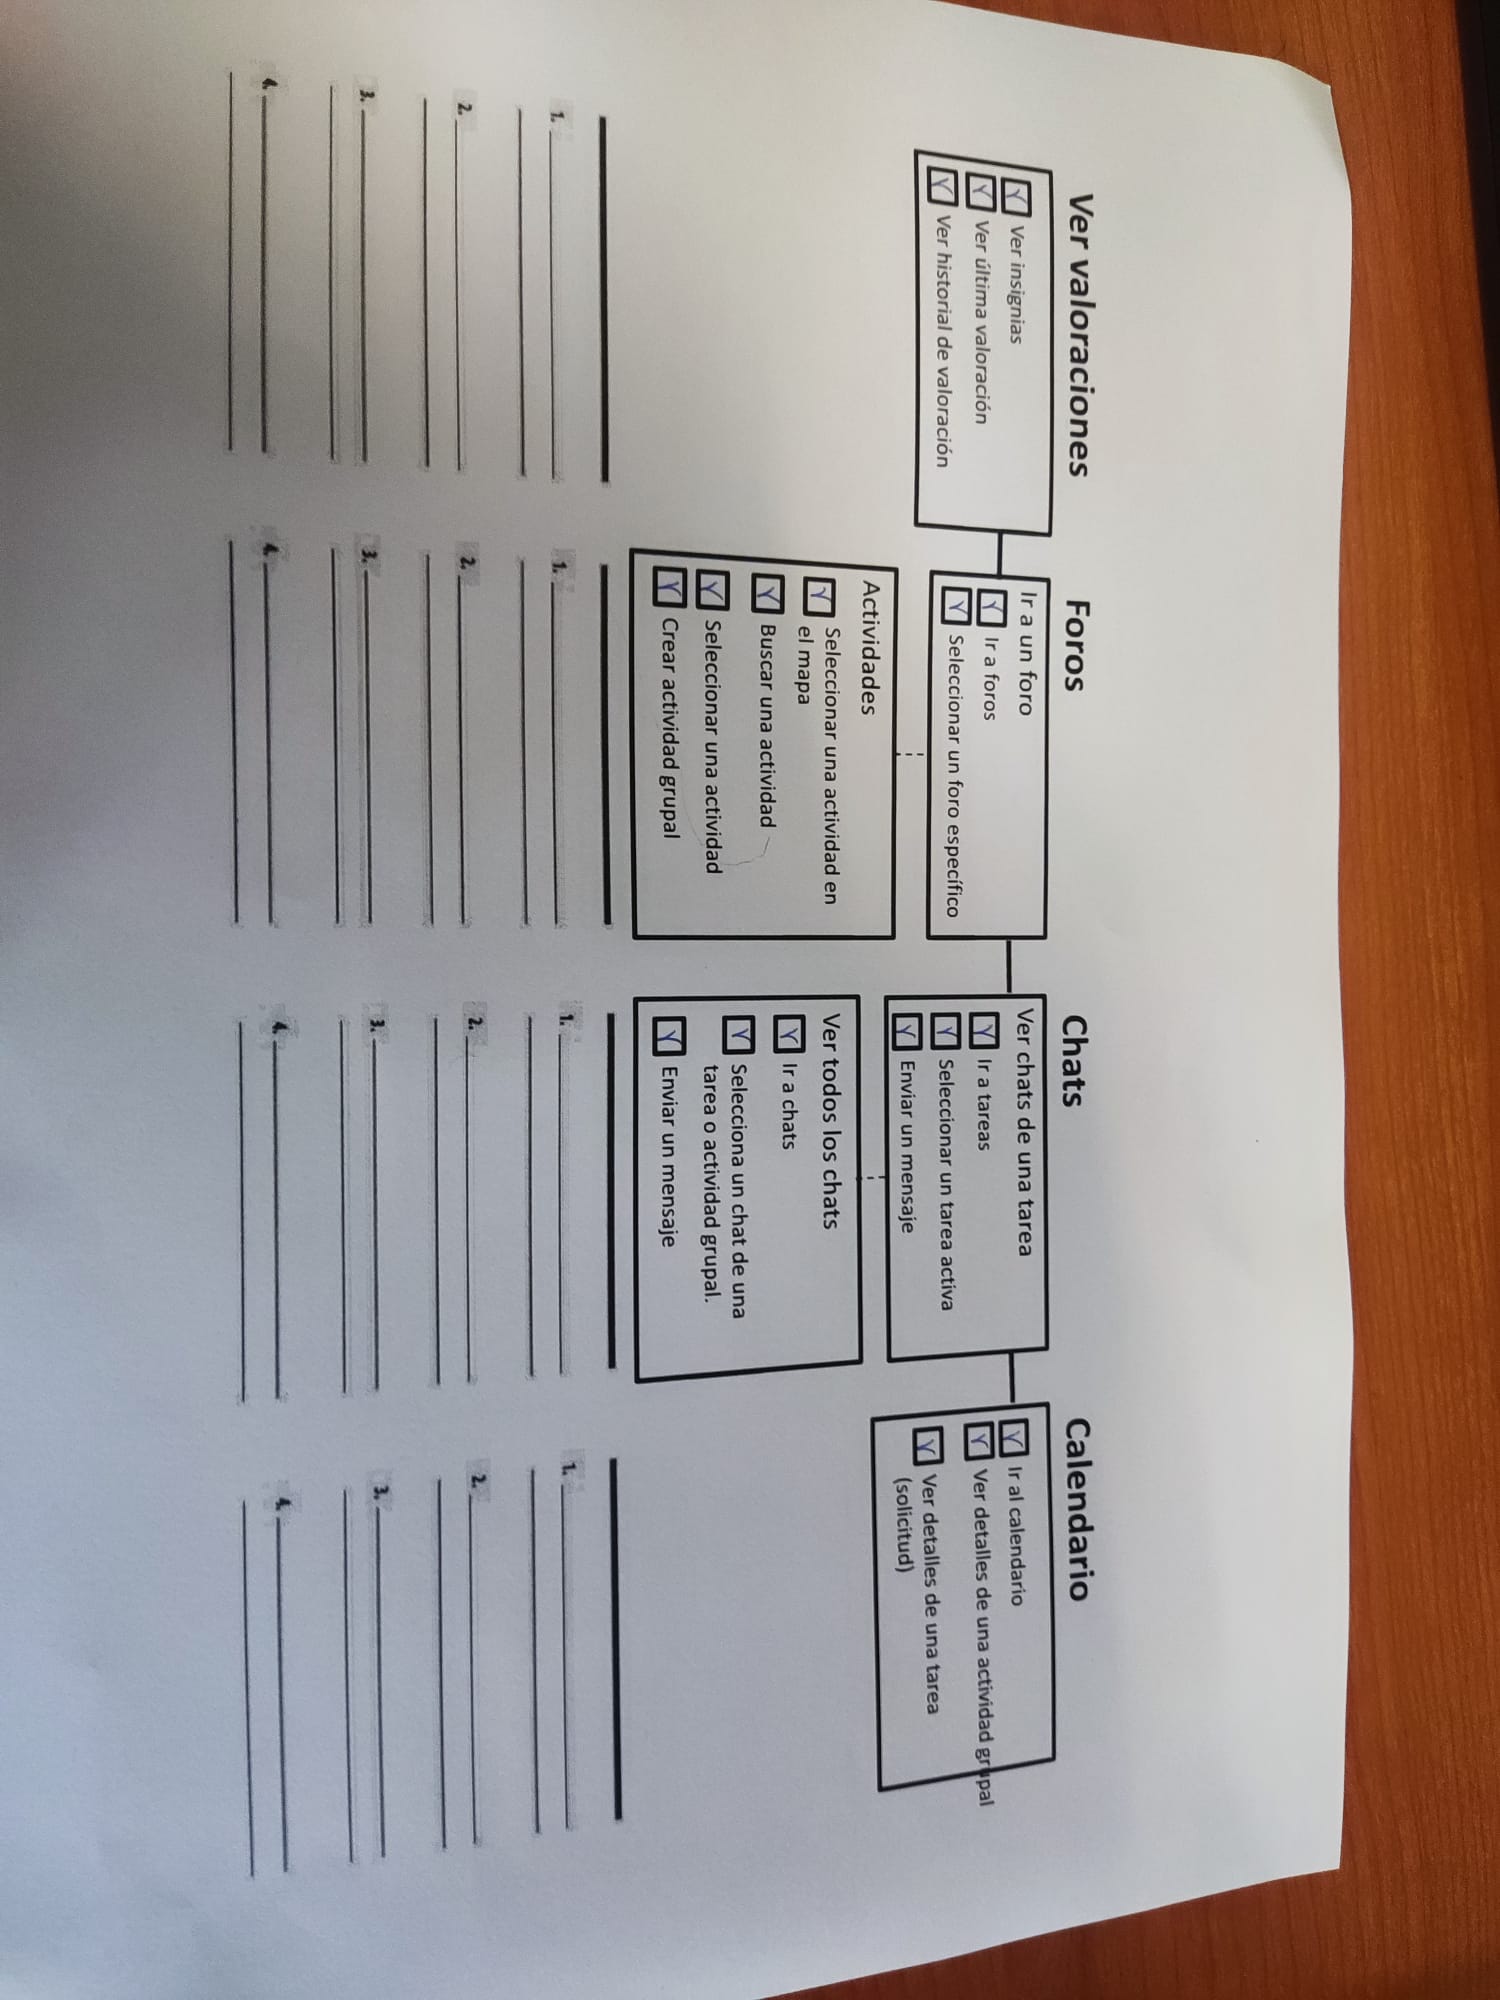 Ver valoraciones
Ver insignias
Ver última valoración
Ver historial de valoración
Foros
Ir a un foro
Ir a foros
Seleccionar un foro específico
Actividades
Seleccionar una actividad en
el mapa
Buscar una actividad
Seleccionar una actividad
Crear actividad grupal
Chats
Ver chats de una tarea
Ir a tareas
Seleccionar un tarea activa
Enviar un mensaje
Ver todos los chats
Ir a chats
Selecciona un chat de una
tarea o actividad grupal.
Enviar un mensaje
Calendario
Ir al calendario
Ver detalles de una actividad grupal
Ver detalles de una tarea
(solicitud)
1.
2.
3.
4.
1.
2.
3.
4.
1.
2.
3.
4.
1.
2.
3.
4.